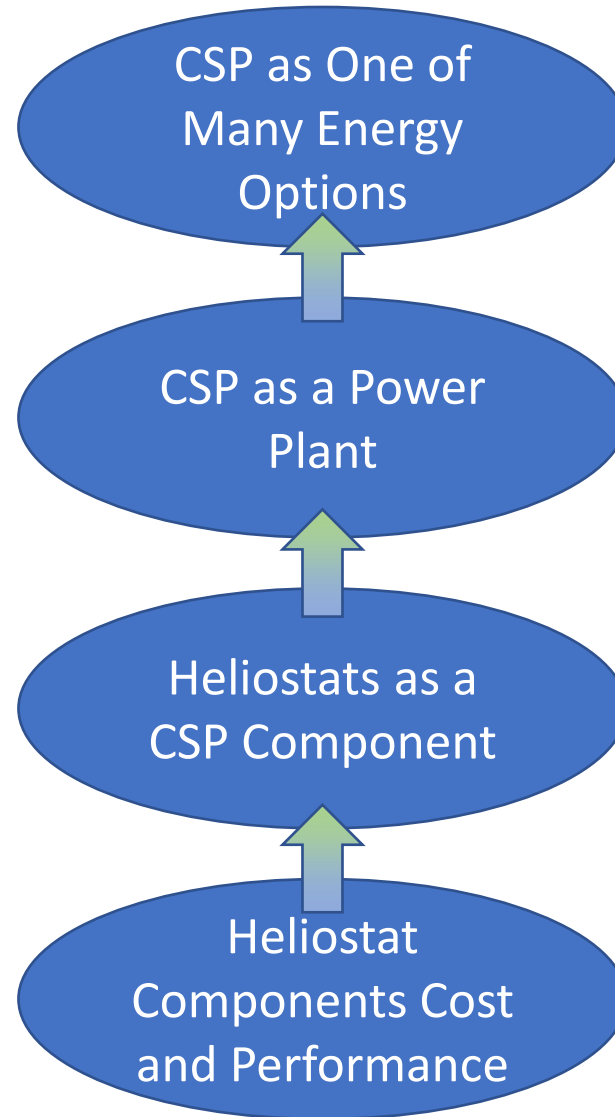 CSP as One of
Many Energy
Options
CSP as a Power
Plant
Heliostats as a
CSP Component
Heliostat
Components Cost
and Performance